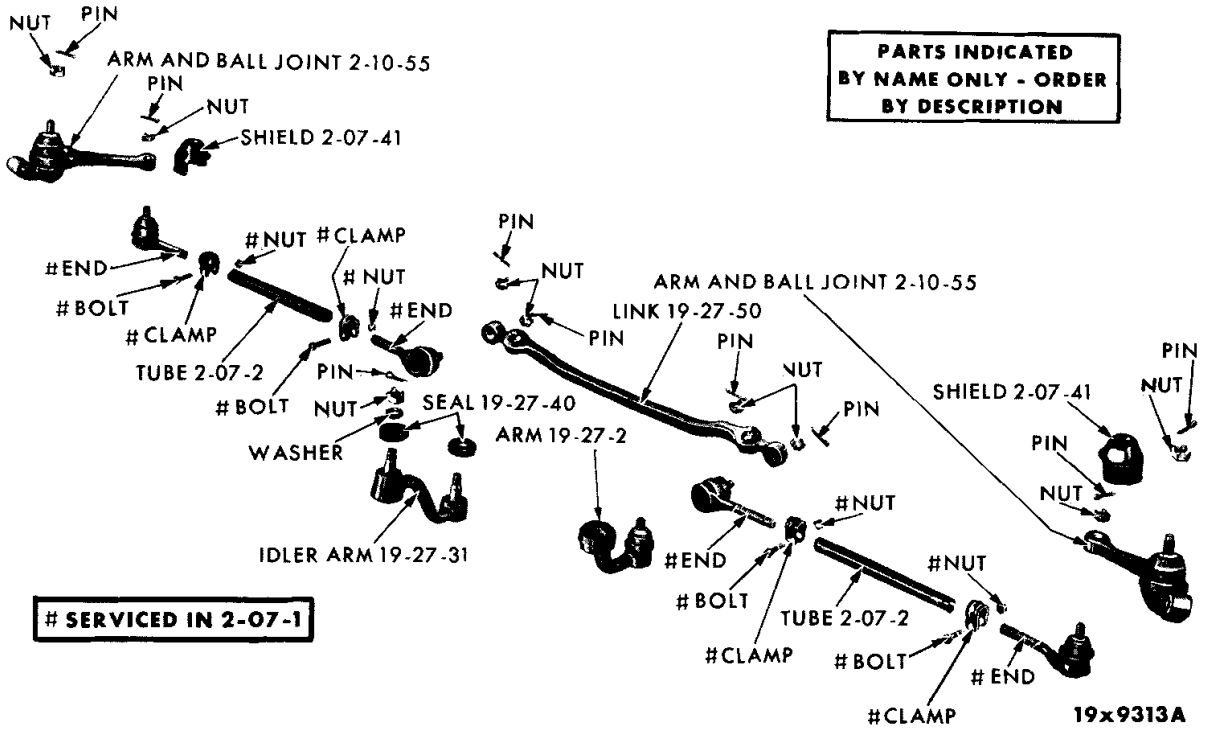 PIN
NUT
ARM AND BALL JOINT 2-10-55
PIN
NUT
SHIELD 2-07-41
PARTS INDICATED
BY NAME ONLY - ORDER
BY DESCRIPTION
#END
#BOLT
#CLAMP
TUBE 2-07-2
#NUT
#CLAMP
#NUT
#END
#BOLT
PIN
NUT
WASHER
SEAL 19-27-40
ARM 19-27-2
IDLER ARM 19-27-31
PIN
NUT
PIN
ARM AND BALL JOINT 2-10-55
LINK 19-27-50
PIN
NUT
PIN
SHIELD 2-07-41
PIN
NUT
PIN
NUT
#END
#NUT
#BOLT
#CLAMP
TUBE 2-07-2
#NUT
#BOLT
#END
#CLAMP
# SERVICED IN 2-07-1
19x9313A